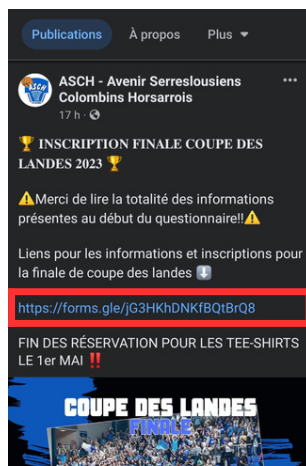 Publications À propos Plus
ASCH - Avenir Serreslousiens
Colombins Horsarrois
17 h
🏆 INSCRIPTION FINALE COUPE DES
LANDES 2023 🏆
⚠️Merci de lire la totalité des informations
présentes au début du questionnaire!!⚠️
Liens pour les informations et inscriptions pour
la finale de coupe des landes ⬇️
https://forms.gle/jG3HKhDNKfBQtBrQ8
FIN DES RÉSERVATION POUR LES TEE-SHIRTS
LE 1er MAI ‼️
COUPE DES LANDES
FINALE